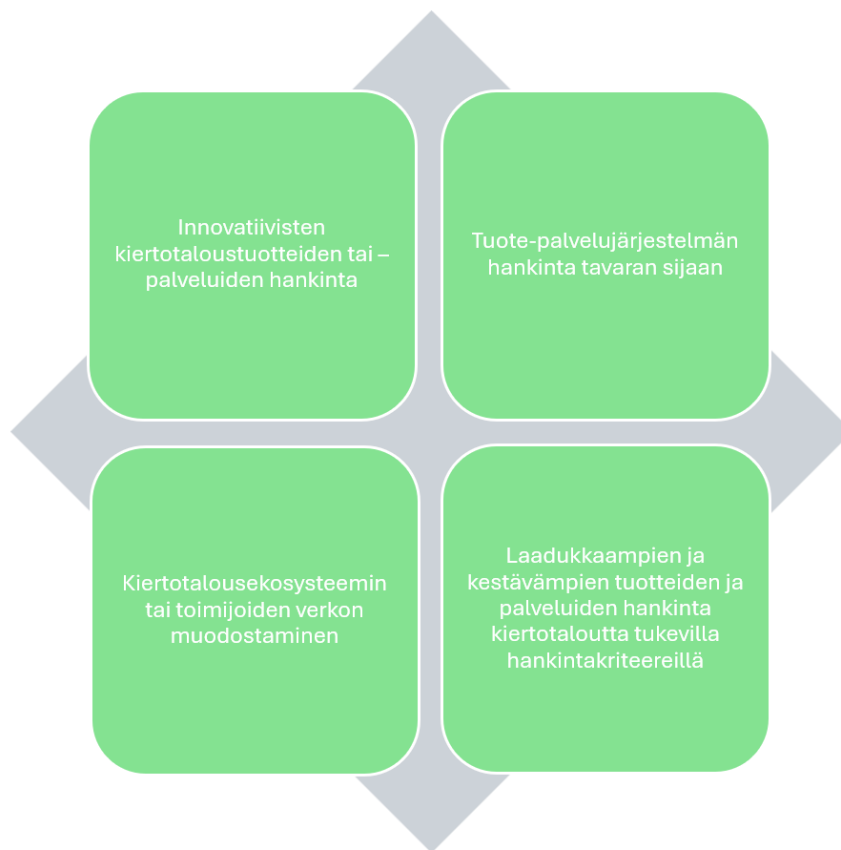 Innovatiivisten
kiertotaloustuotteiden tai –
palveluiden hankinta
Tuote-palvelujärjestelmän
hankinta tavaran sijaan
Kiertotalousekosysteemin
tai toimijoiden verkon
muodostaminen
Laadukkaampien ja
kestävämpien tuotteiden ja
palveluiden hankinta
kiertotaloutta tukevilla
hankintakriteereillä